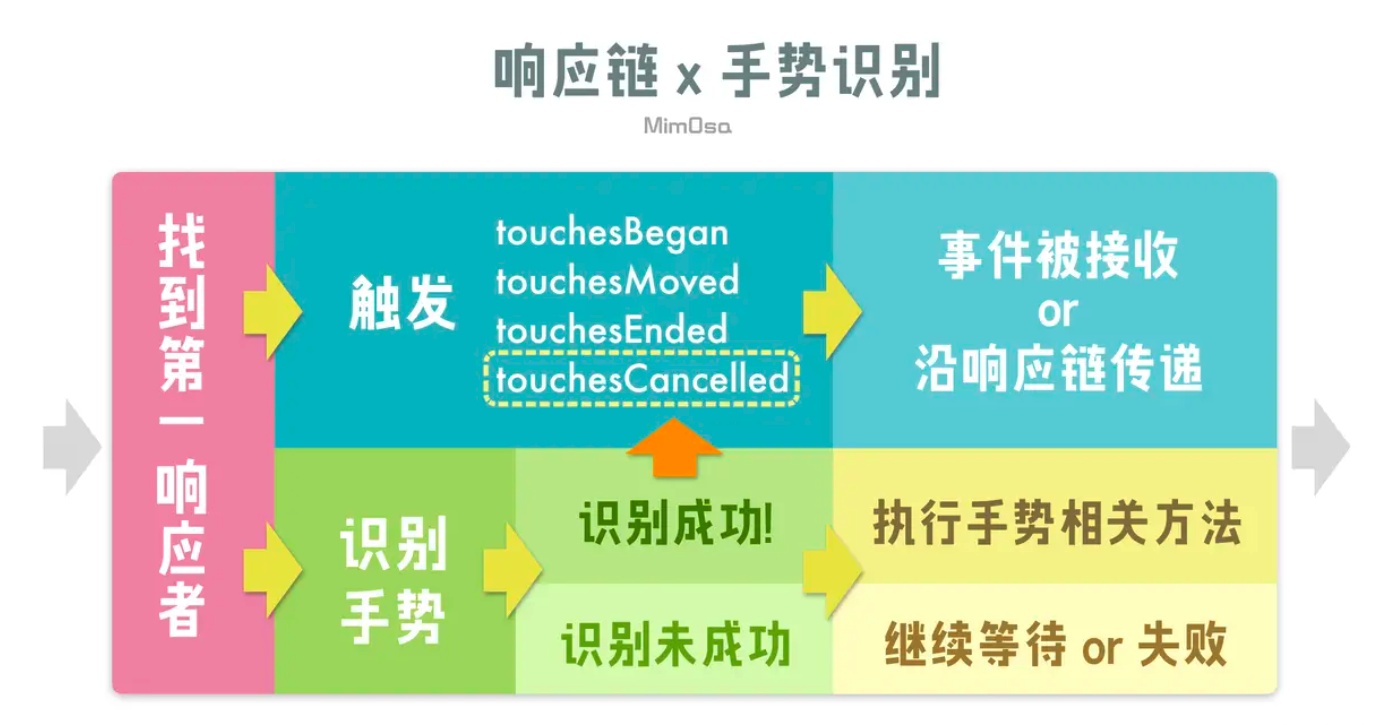 响应链 x 手势识别
MimOsa
找到第一响应者
触发
touchesBegan
touchesMoved
touchesEnded
touchesCancelled
事件被接收
or
沿响应链传递
识别
手势
识别成功!
识别未成功
执行手势相关方法
继续等待 or 失败